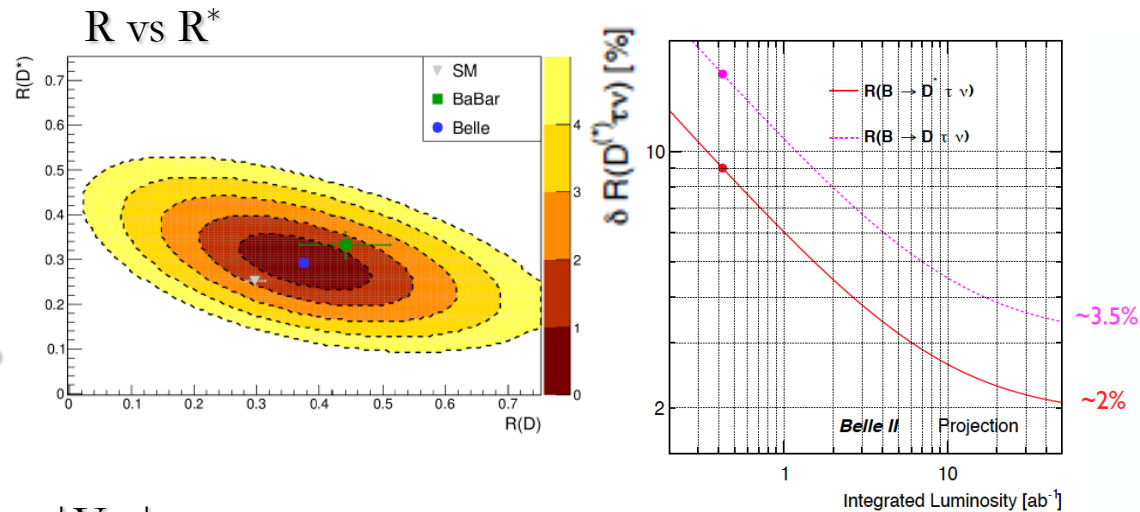 R vs R*
R(D*)
0.7
0.6
0.5
0.4
0.3
0.2
0.1
0
0 0.1 0.2 0.3 0.4 0.5 0.6 0.7
R(D)
SM
BaBar
Belle
4
3
2
1
0
δ R(D(*)τν) [%]
10
2
R(B → D* τ ν)
R(B → D τ ν)
~3.5%
~2%
Belle II Projection
1 10
Integrated Luminosity [ab-1]